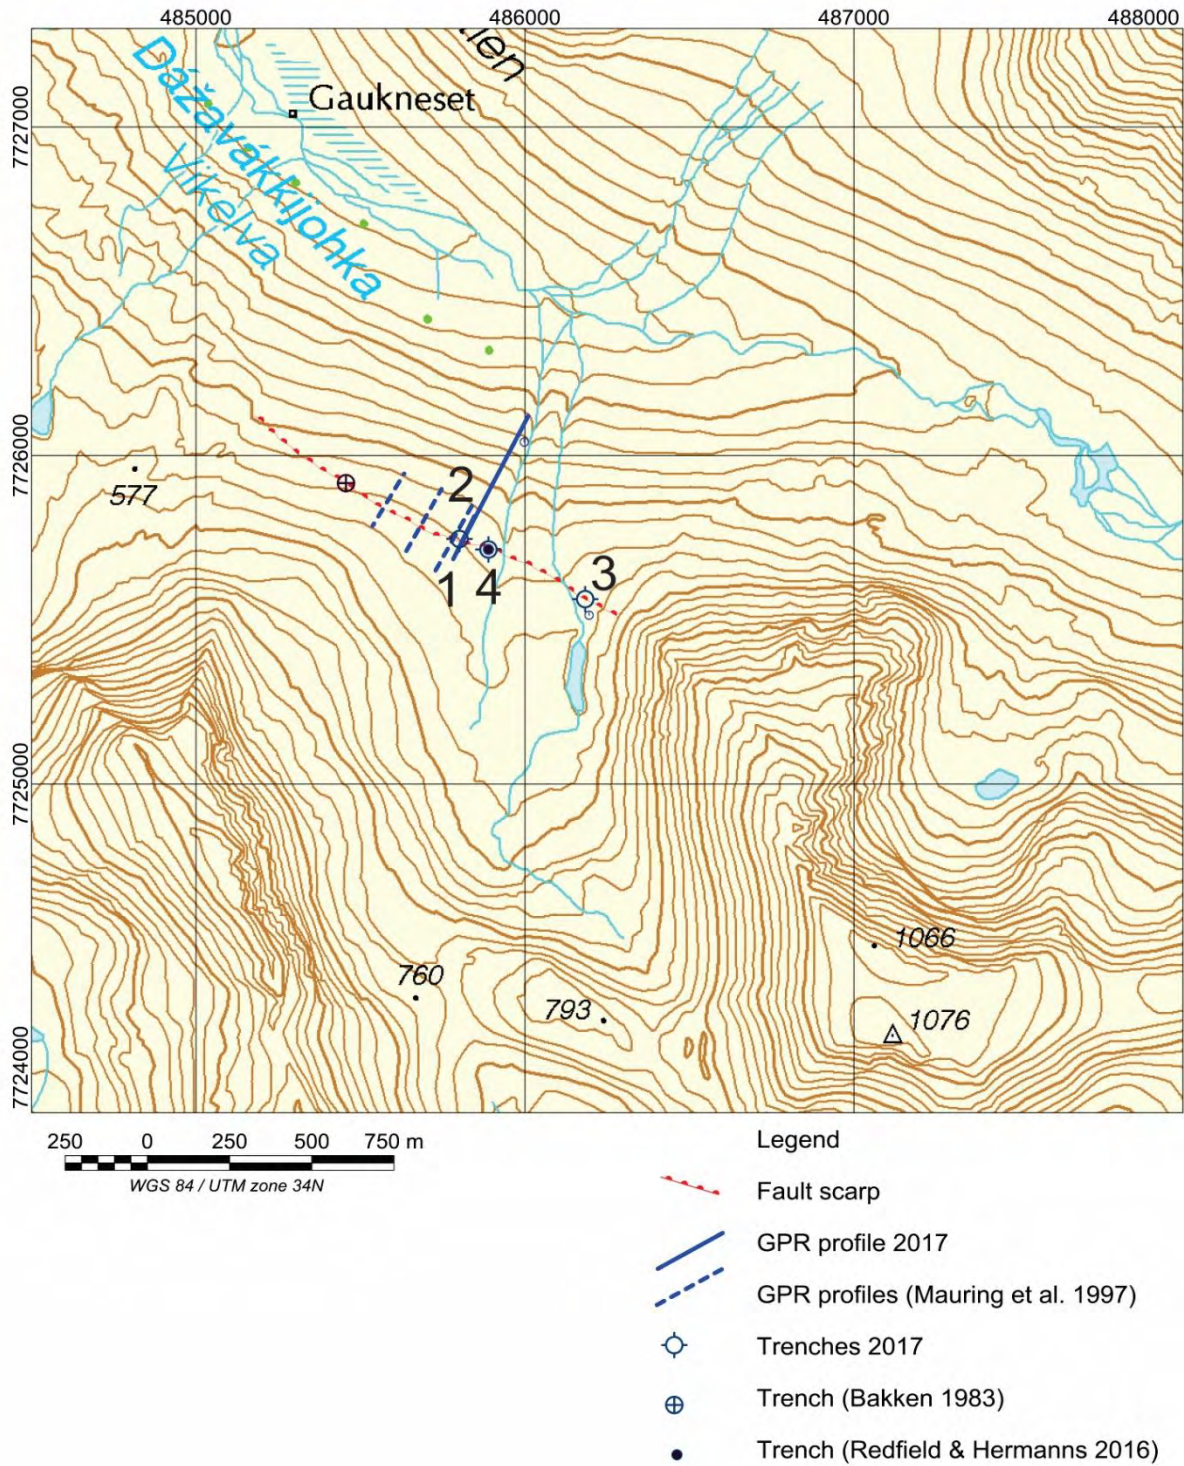 485000 486000 487000 488000
Dážavákkijohka
Vikelva
Gaukneset
7727000
7726000
577
2
1
4
3
7725000
760
793
1066
1076
7724000
250 0 250 500 750 m
WGS 84 / UTM zone 34N
Legend
Fault scarp
GPR profile 2017
GPR profiles (Mauring et al. 1997)
Trenches 2017
Trench (Bakken 1983)
Trench (Redfield & Hermanns 2016)